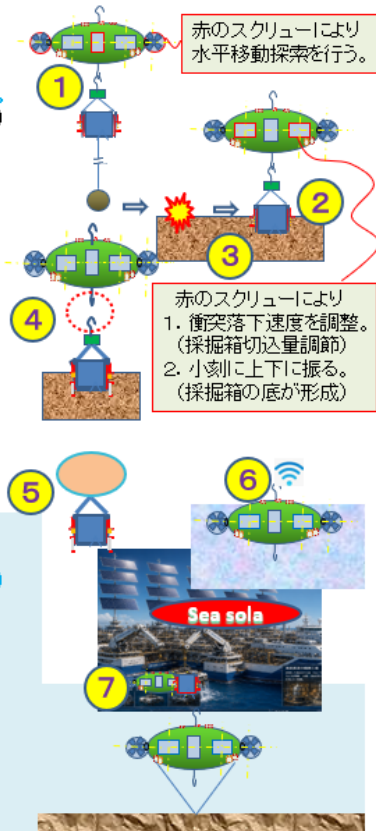 赤のスクリューにより
水平移動探索を行う。
1
2
3
4
赤のスクリューにより
1. 衝突落下速度を調整。
(採掘箱切込量調節)
2. 小刻に上下に振る。
(採掘箱の底が形成)
5
6
Sea sola
7